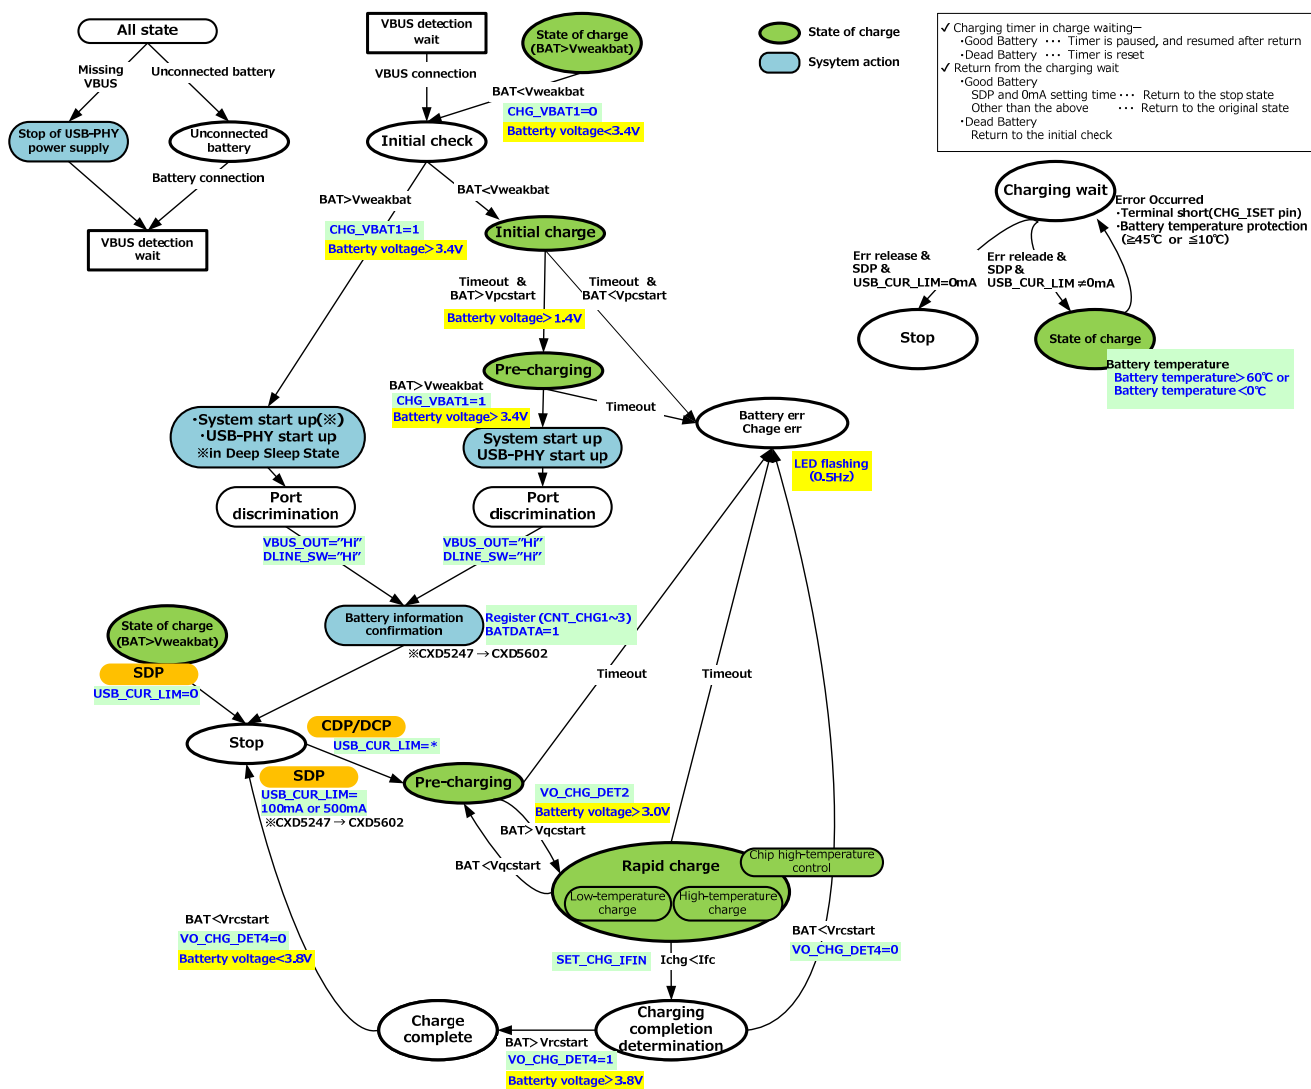 All state
Missing
VBUS
Unconnected battery
Stop of USB-PHY
power supply
Unconnected
battery
Battery connection
VBUS detection
wait
VBUS detection
wait
State of charge
(BAT>Vweakbat)
VBUS connection
BAT<Vweakbat
CHG_VBAT1=0
Batterty voltage<3.4V
Initial check
State of charge
Sysytem action
✓ Charging timer in charge waiting−
・Good Battery ・・・ Timer is paused, and resumed after return
・Dead Battery ・・・ Timer is reset
✓ Return from the charging wait
・Good Battery
SDP and 0mA setting time ・・・ Return to the stop state
Other than the above ・・・ Return to the original state
・Dead Battery
Return to the initial check
BAT>Vweakbat
CHG_VBAT1=1
Batterty voltage>3.4V
BAT<Vweakbat
Initial charge
Timeout &
BAT>Vpcstart
Batterty voltage>1.4V
Timeout &
BAT<Vpcstart
Charging wait
Error Occurred
・Terminal short(CHG_ISET pin)
・Battery temperature protection
(≧45℃ or ≦10℃)
Err release &
SDP &
USB_CUR_LIM=0mA
Err releade &
SDP &
USB_CUR_LIM≠0mA
Stop
State of charge
Battery temperature
Battery temperature>60℃ or
Battery temperature<0℃
Pre-charging
BAT>Vweakbat
CHG_VBAT1=1
Batterty voltage>3.4V
Timeout
Battery err
Chage err
LED flashing
(0.5Hz)
・System start up(※)
・USB-PHY start up
※in Deep Sleep State
System start up
USB-PHY start up
Port
discrimination
Port
discrimination
VBUS_OUT=”Hi”
DLINE_SW=”Hi”
VBUS_OUT=”Hi”
DLINE_SW=”Hi”
Battery information
confirmation
Register (CNT_CHG1~3)
BATDATA=1
※CXD5247→CXD5602
State of charge
(BAT>Vweakbat)
SDP
USB_CUR_LIM=0
Timeout
Timeout
Stop
CDP/DCP
USB_CUR_LIM=*
SDP
USB_CUR_LIM=
100mA or 500mA
※CXD5247→CXD5602
Pre-charging
VO_CHG_DET2
Batterty voltage>3.0V
BAT>Vqcstart
BAT<Vqcstart
Rapid charge
Chip high-temperature
control
Low-temperature
charge
High-temperature
charge
BAT<Vrcstart
VO_CHG_DET4=0
Batterty voltage<3.8V
BAT<Vrcstart
VO_CHG_DET4=0
SET_CHG_IFIN
Ichg<Ifc
Charge
complete
Charging
completion
determination
BAT>Vrcstart
VO_CHG_DET4=1
Batterty voltage>3.8V